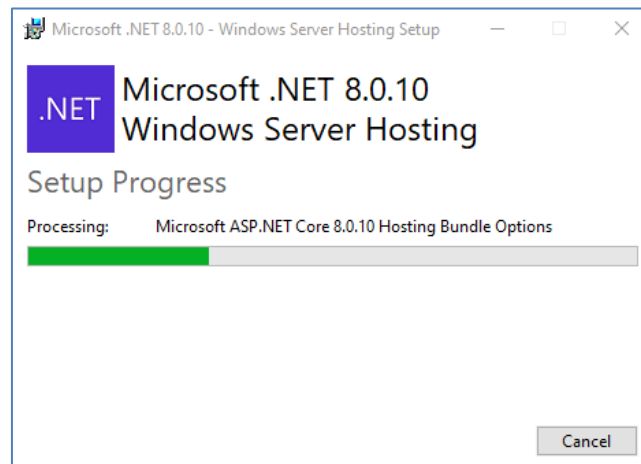 Microsoft .NET 8.0.10 - Windows Server Hosting Setup
.NET
Microsoft .NET 8.0.10
Windows Server Hosting
Setup Progress
Processing: Microsoft ASP.NET Core 8.0.10 Hosting Bundle Options
Cancel